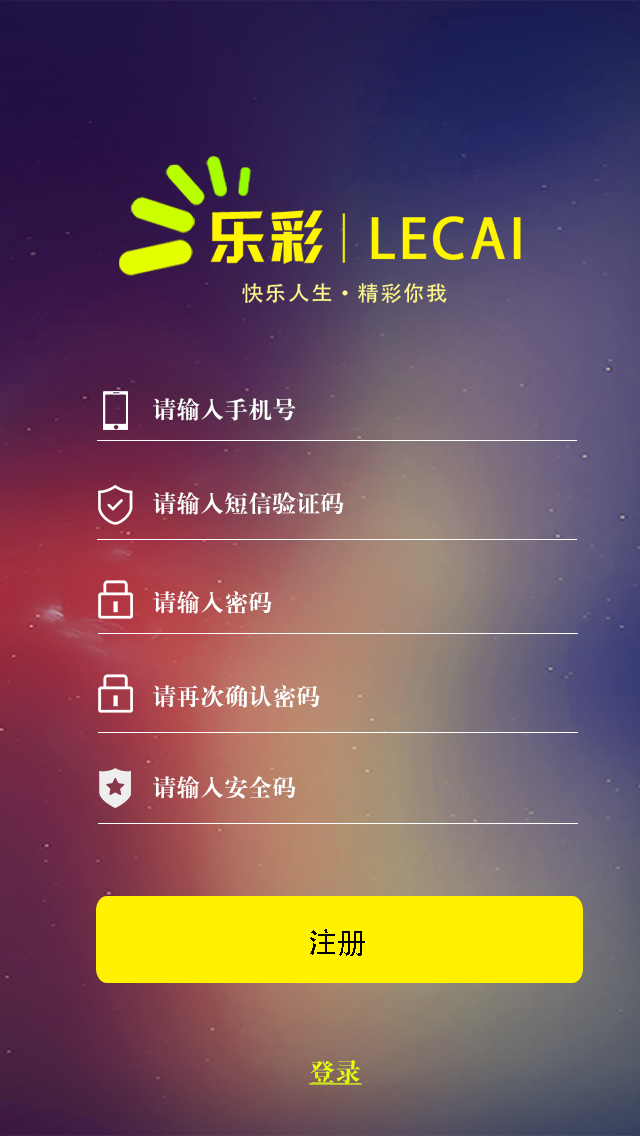 乐彩 | LECAI
快乐人生·精彩你我
请输入手机号
请输入短信验证码
请输入密码
请再次确认密码
请输入安全码
注册
登录